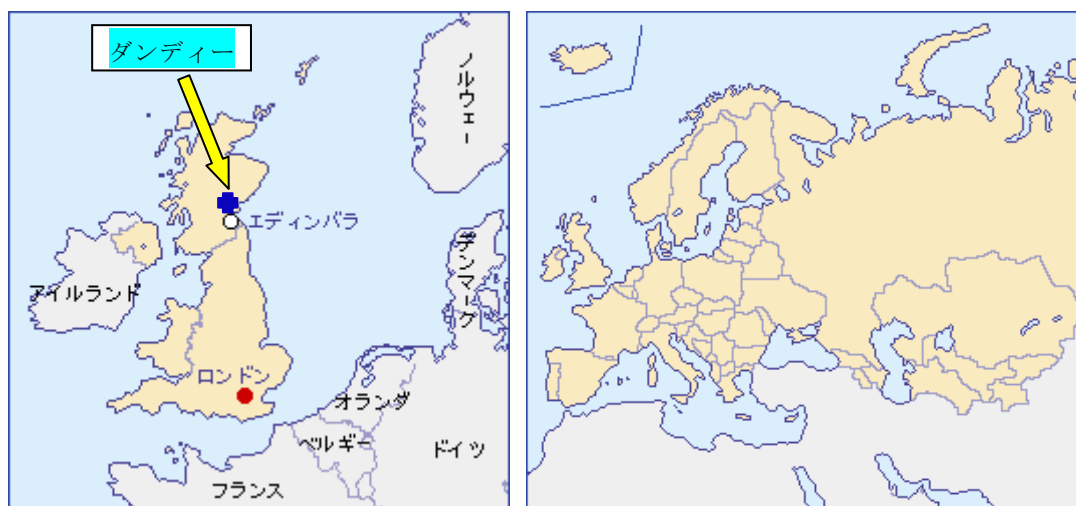 ダンディー
ノルウェー
エディンバラ
デンマーク
アイルランド
ロンドン
オランダ
ベルギー
ドイツ
フランス